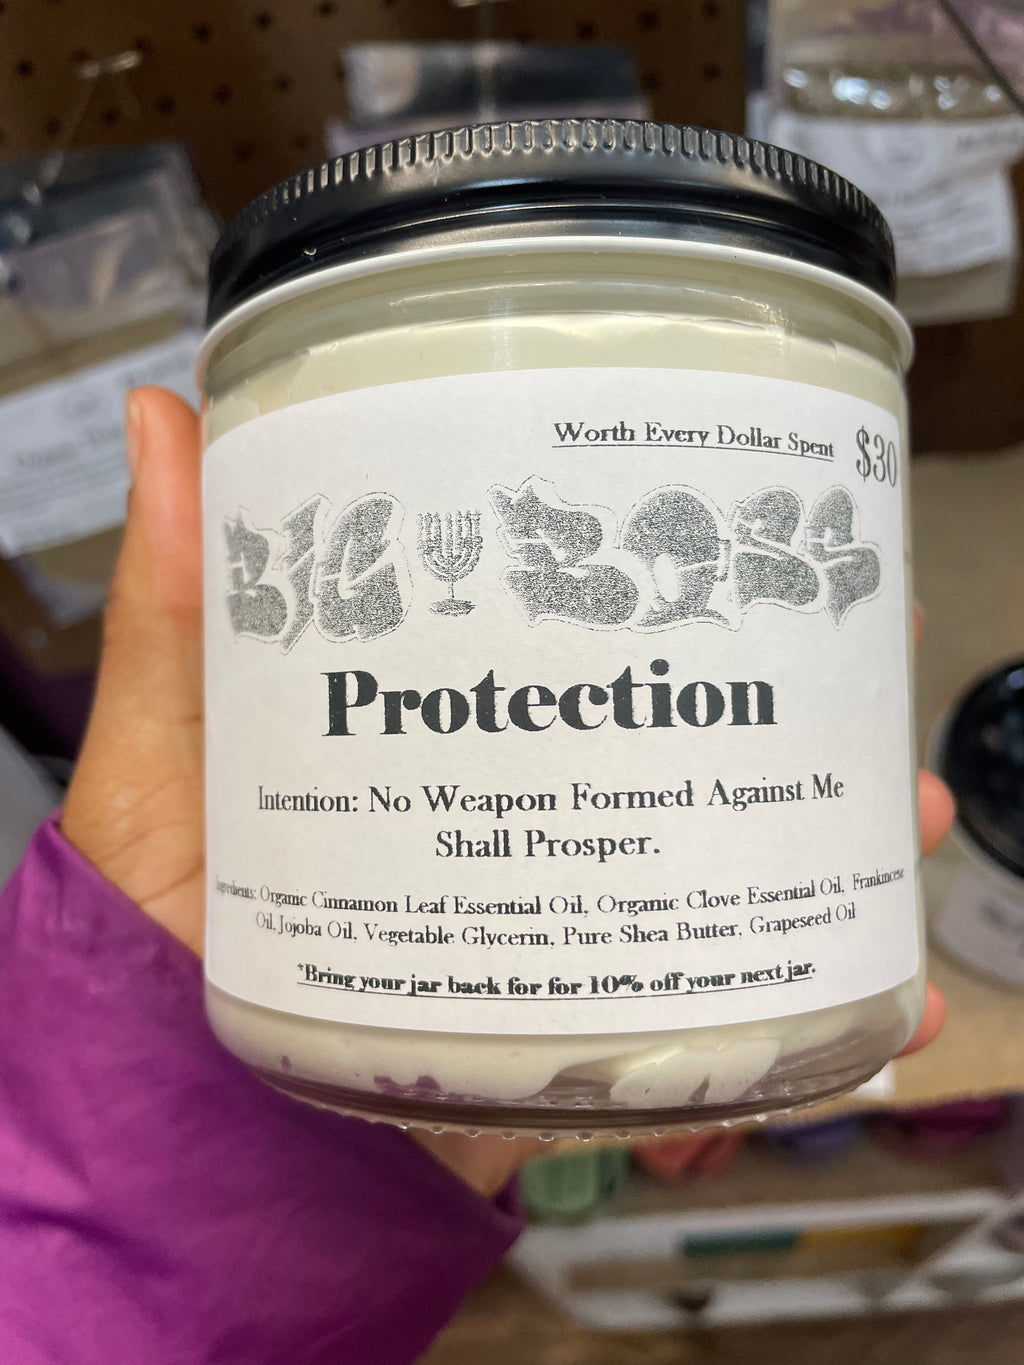 Worth Every Dollar Spent $30
BIG BOSS
Protection
Intention: No Weapon Formed Against Me
Shall Prosper.
Ingredients: Organic Cinnamon Leaf Essential Oil, Organic Clove Essential Oil, Frankincese
Oil, Jojoba Oil, Vegetable Glycerin, Pure Shea Butter, Grapeseed Oil
*Bring your jar back for for 10% off your next jar.